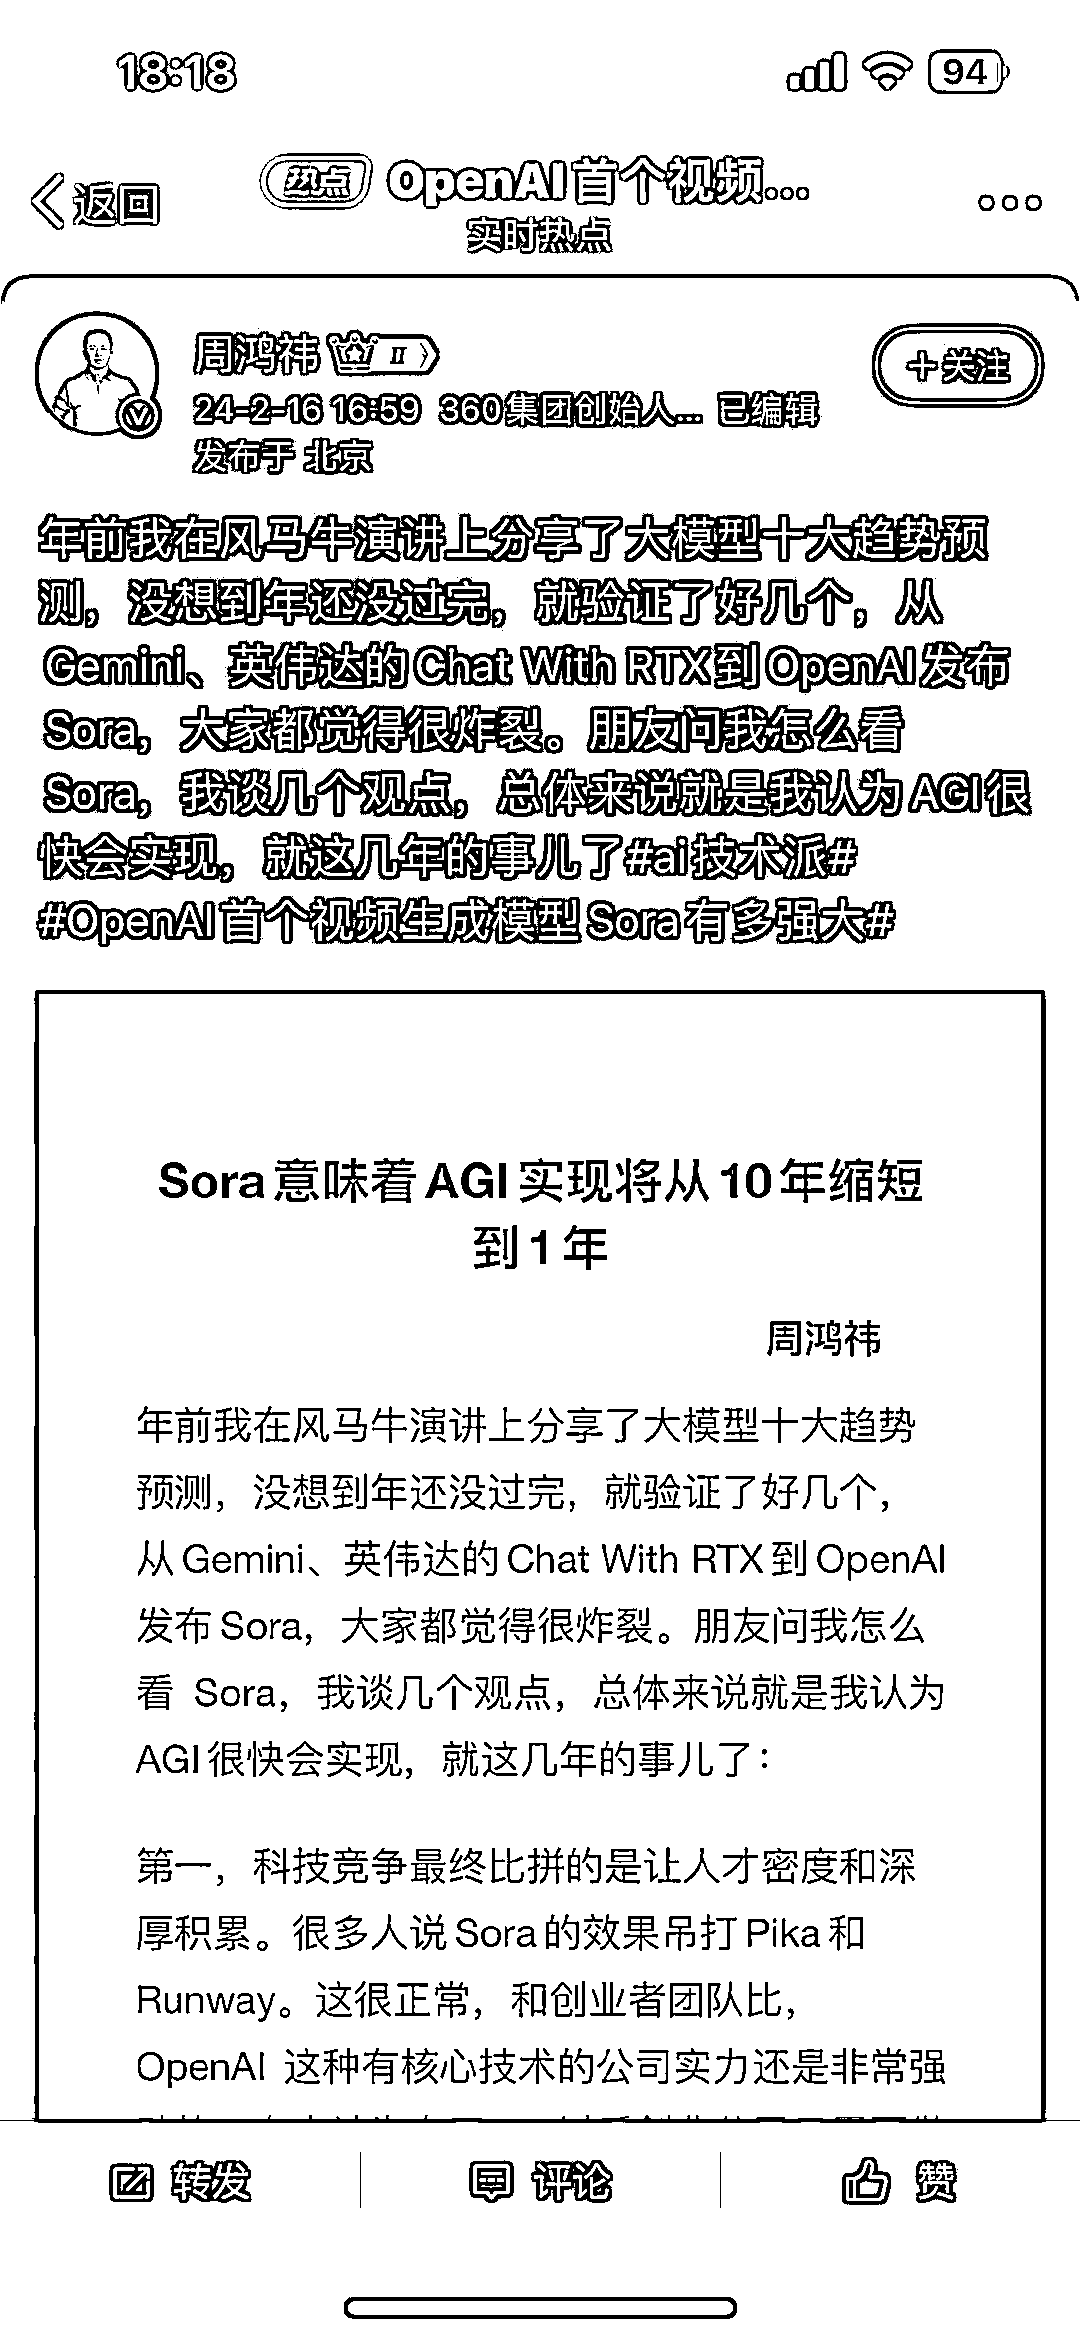 18:18
94
返回
热点 OpenAI首个视频...
实时热点
周鸿祎 II
24-2-16 16:59 360集团创始人... 已编辑
发布于 北京
+关注
年前我在风马牛演讲上分享了大模型十大趋势预
测，没想到年还没过完，就验证了好几个，从
Gemini、英伟达的Chat With RTX到OpenAI发布
Sora，大家都觉得很炸裂。朋友问我怎么看
Sora，我谈几个观点，总体来说就是我认为AGI很
快会实现，就这几年的事儿了#ai技术派#
#OpenAI首个视频生成模型Sora有多强大#
Sora意味着AGI实现将从10年缩短
到1年
周鸿祎
年前我在风马牛演讲上分享了大模型十大趋势
预测，没想到年还没过完，就验证了好几个，
从Gemini、英伟达的Chat With RTX到OpenAI
发布Sora，大家都觉得很炸裂。朋友问我怎么
看 Sora，我谈几个观点，总体来说就是我认为
AGI很快会实现，就这几年的事儿了：
第一，科技竞争最终比拼的是让人才密度和深
厚积累。很多人说Sora的效果吊打Pika和
Runway。这很正常，和创业者团队比，
OpenAI 这种有核心技术的公司实力还是非常强
转发
评论
赞